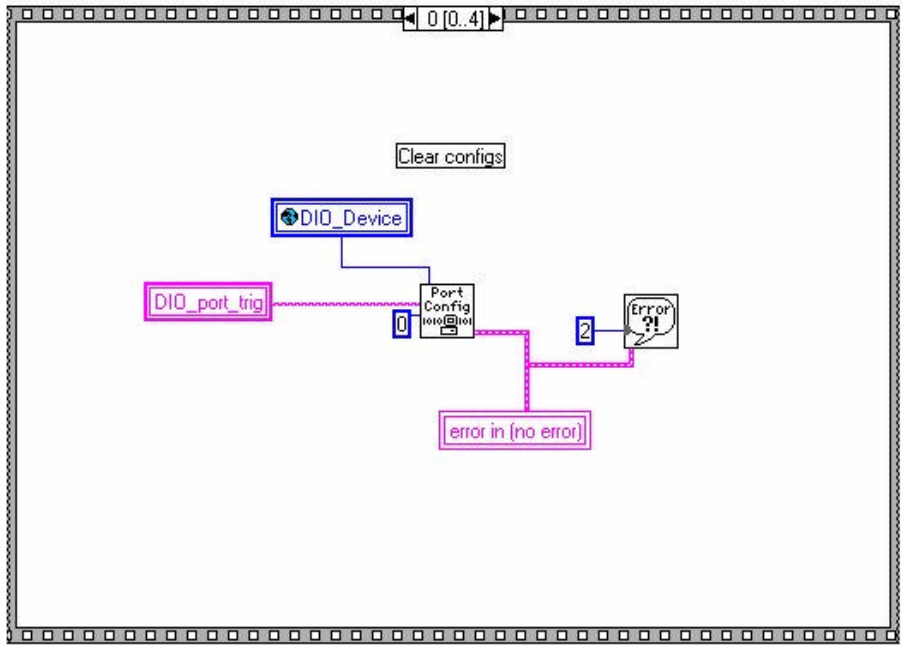 0 [0..4]
Clear configs
DIO_Device
DIO_port_trig
Port
Config
0
2
Error
?!
error in (no error)